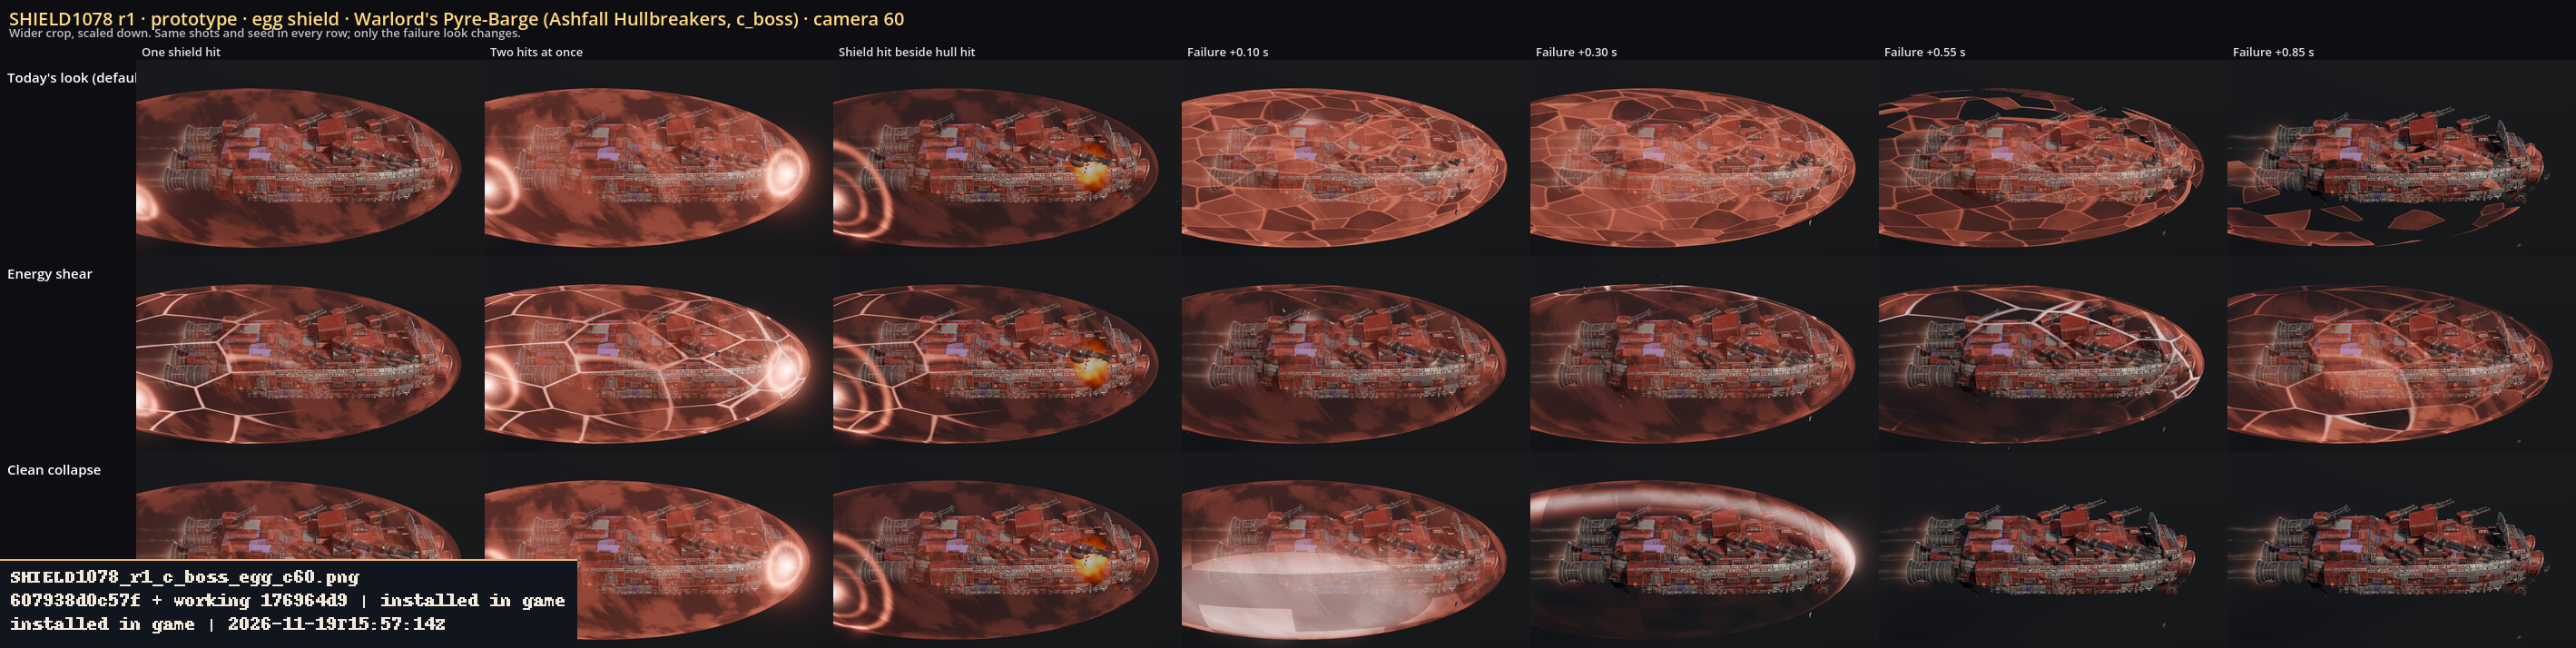 SHIELD1078 r1 · prototype · egg shield · Warlord's Pyre-Barge (Ashfall Hullbreakers, c_boss) · camera 60
Wider crop, scaled down. Same shots and seed in every row; only the failure look changes.
One shield hit
Two hits at once
Shield hit beside hull hit
Failure +0.10 s
Failure +0.30 s
Failure +0.55 s
Failure +0.85 s
Today's look (defaul
Energy shear
Clean collapse
SHIELD1078_r1_c_boss_egg_c60.png
607938d0c57f + working 176964d9 | installed in game
installed in game | 2026-11-19T15:57:14Z